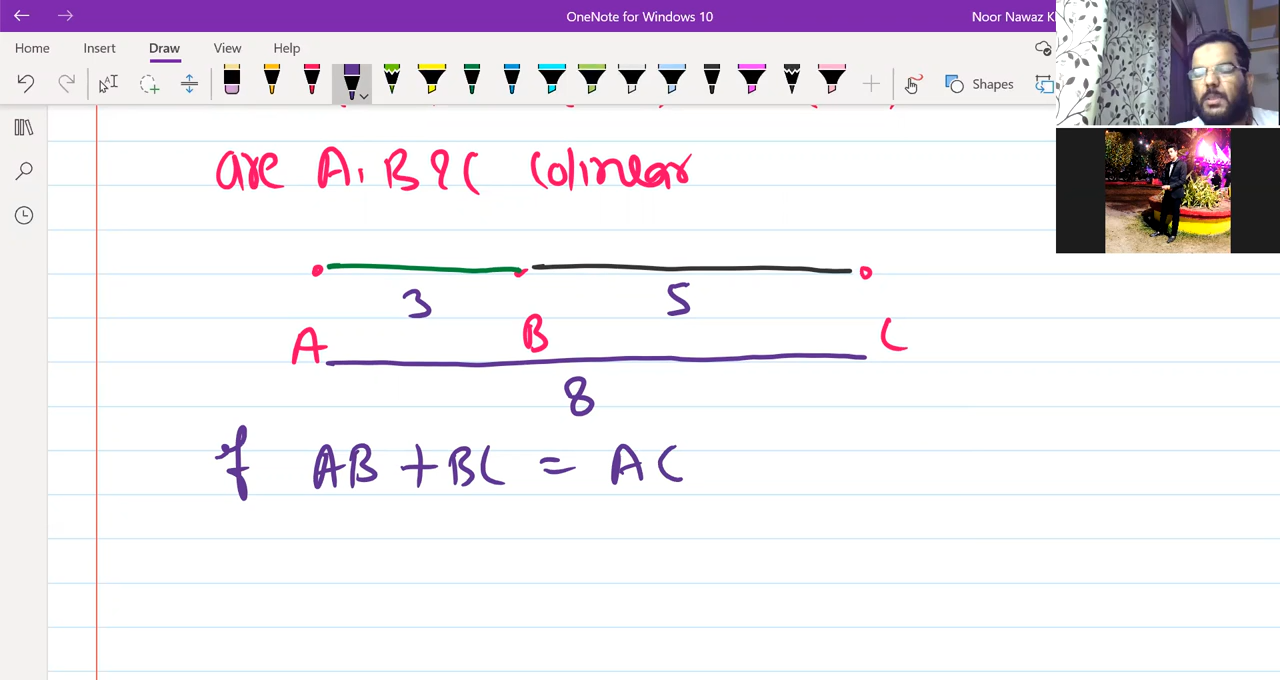 OneNote for Windows 10
Noor Nawaz K
Home Insert Draw View Help
Shapes
are A, B & C Colinear
3 5
A B C
8
if AB + BC = AC